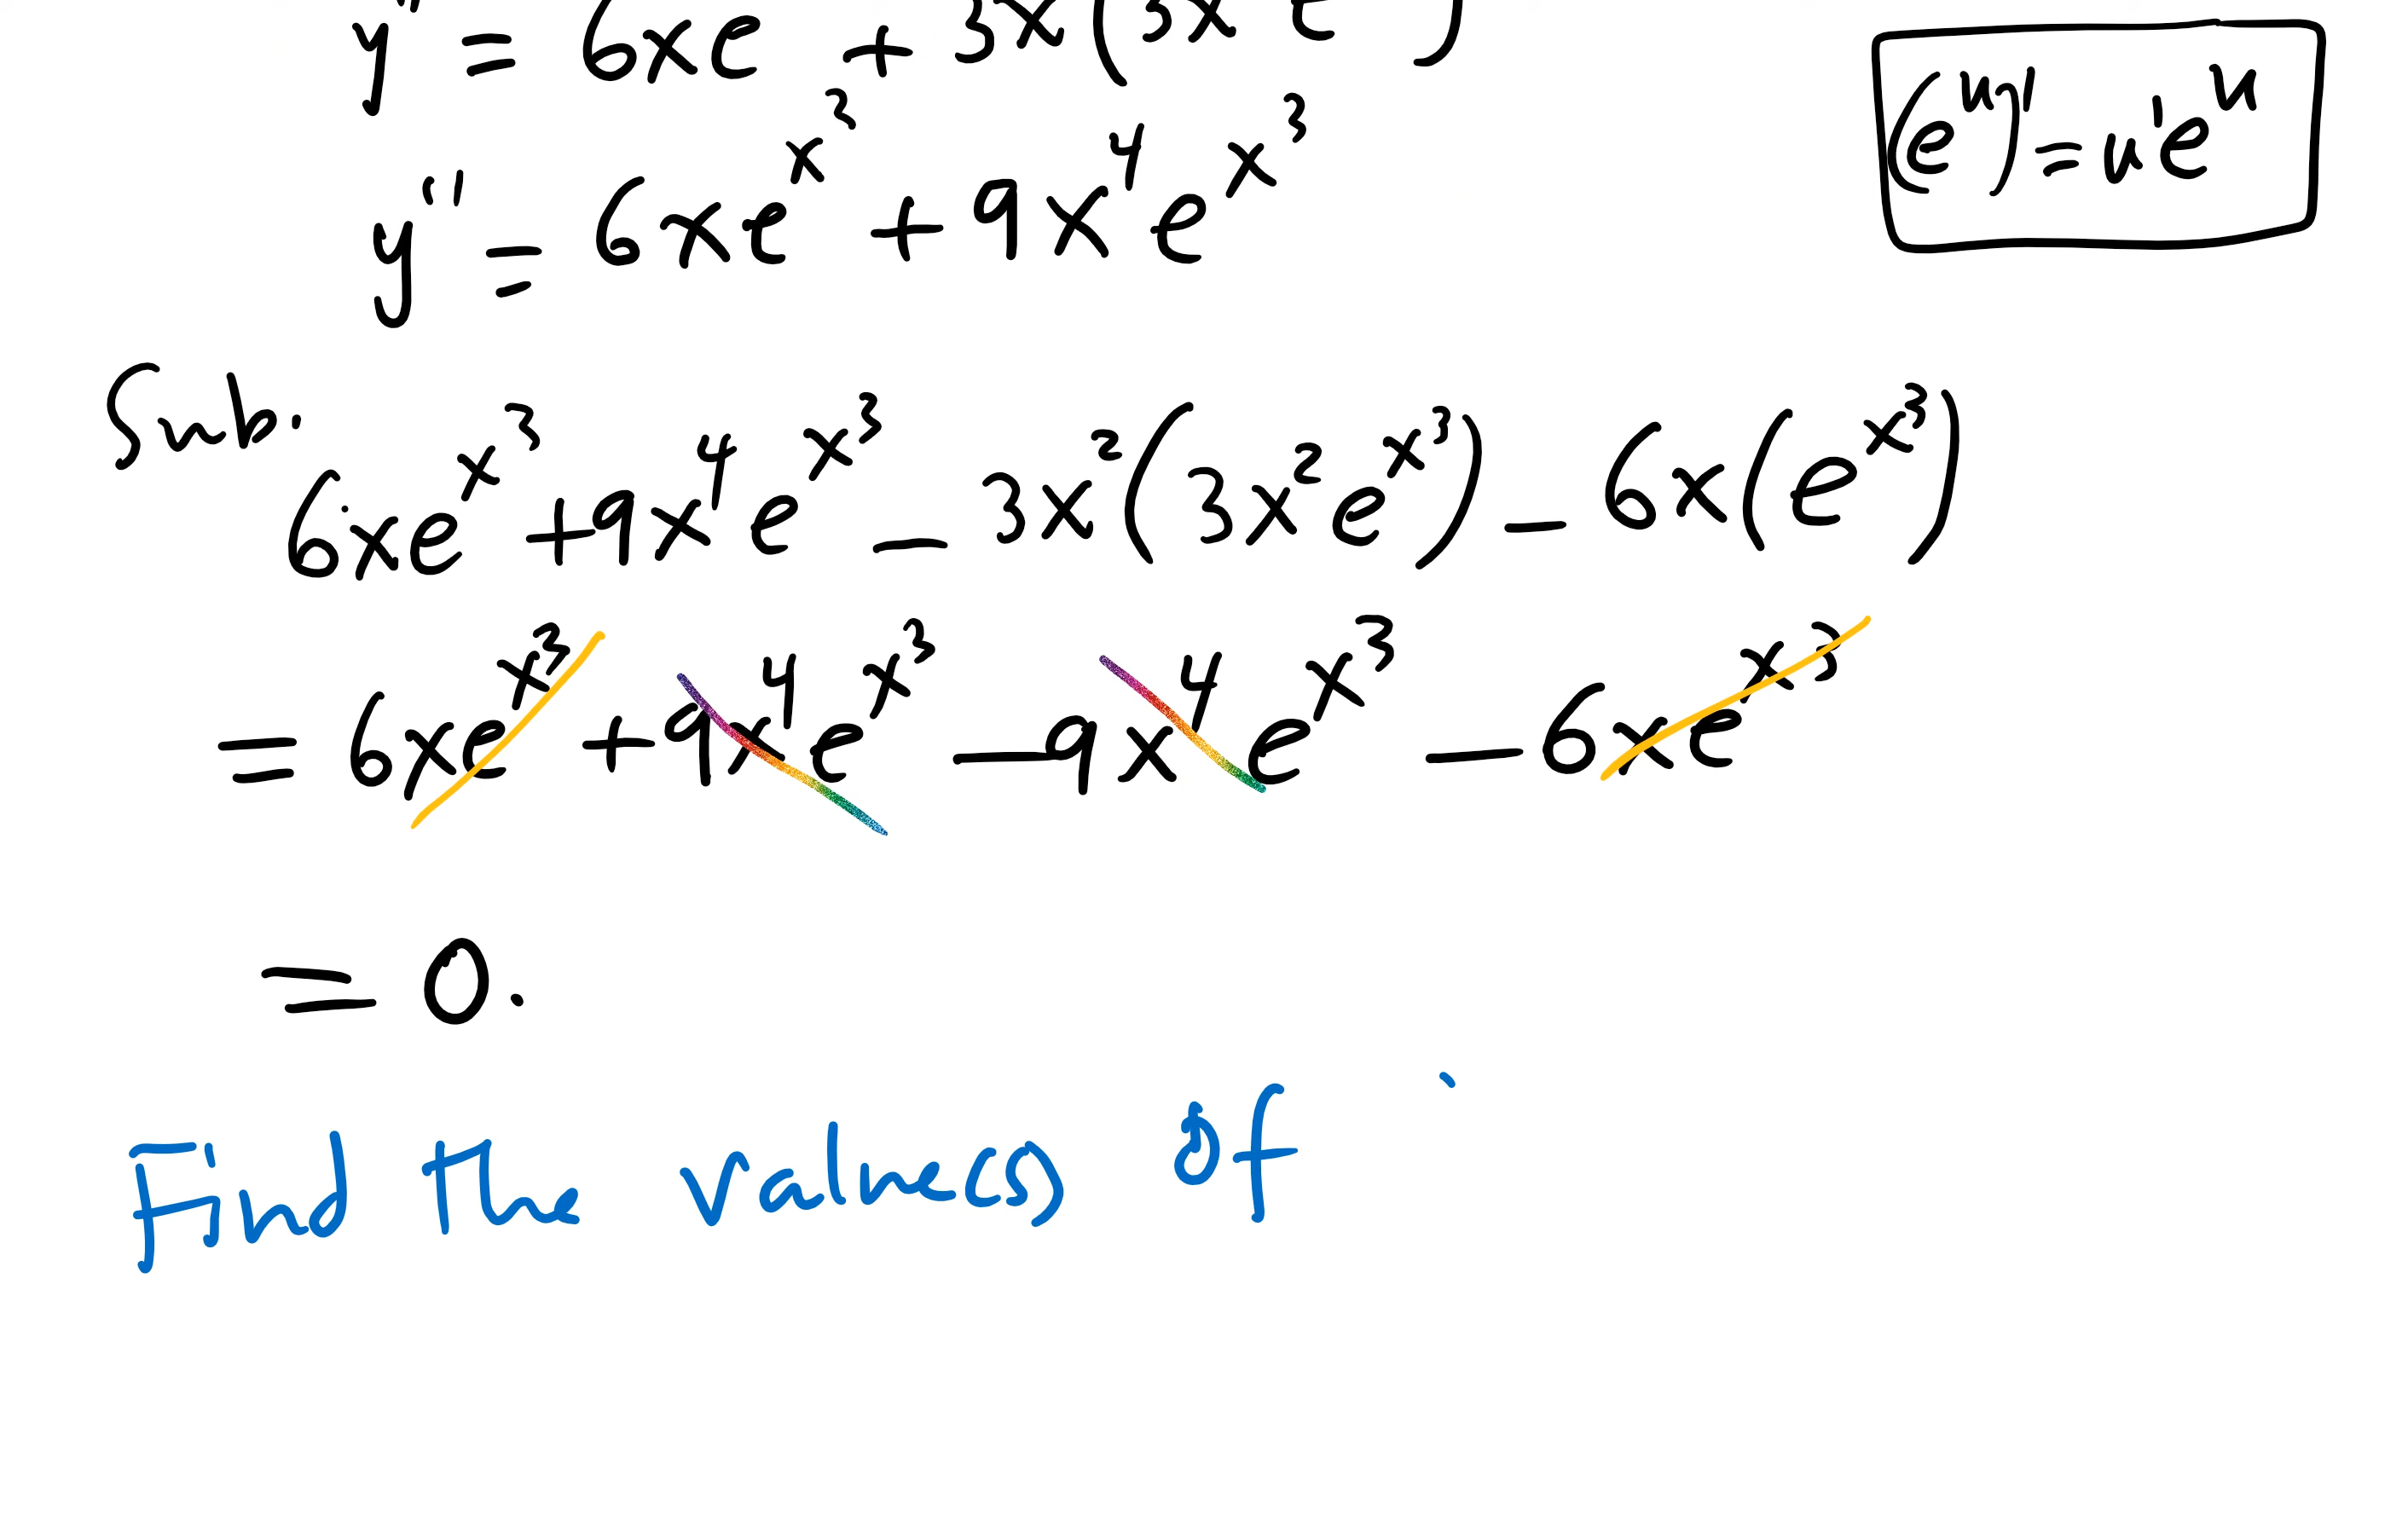 y" = 6xe + 3x(3x e )
(e^u)' = u'e^u
y" = 6xe^{x^3} + 9x^4e^{x^3}
Sub.
6xe^{x^3} + 9x^4e^{x^3} - 3x^2(3x^2e^{x^3}) - 6x(e^{x^3})
= 6xe^{x^3} + 9x^4e^{x^3} - 9x^4e^{x^3} - 6xe^{x^3}
= 0.
Find the value(s) of